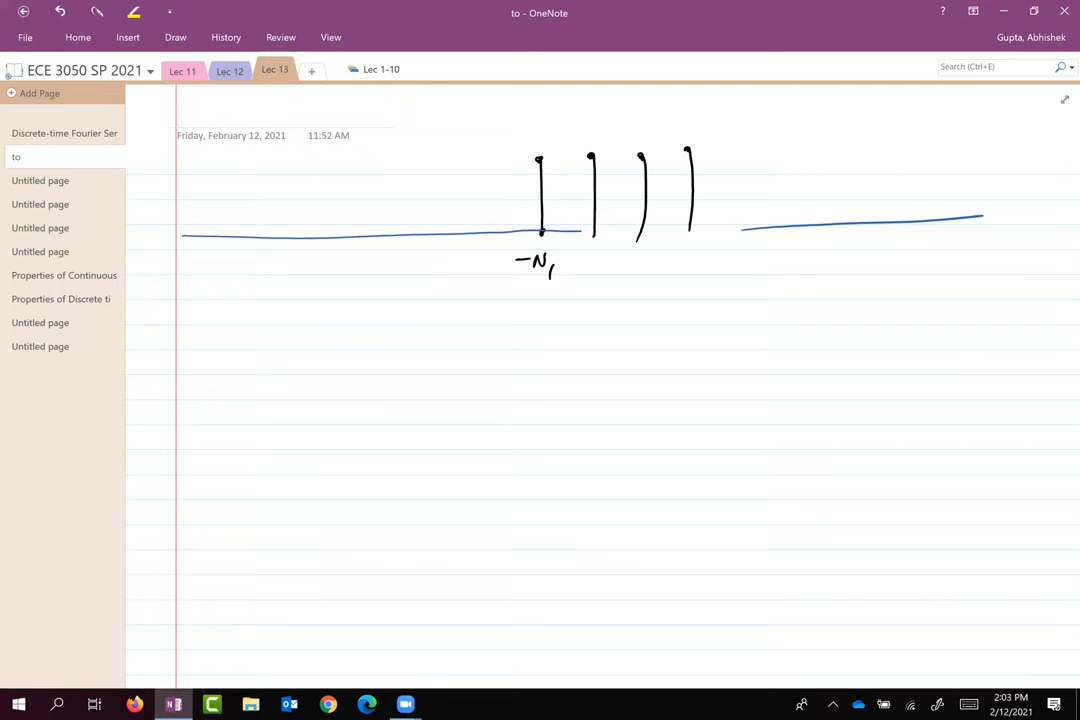 to - OneNote
?
File Home Insert Draw History Review View
Gupta, Abhishek
ECE 3050 SP 2021
Lec 11
Lec 12
Lec 13
+
Lec 1-10
Search (Ctrl+E)
Add Page
Discrete-time Fourier Ser
to
Untitled page
Untitled page
Untitled page
Untitled page
Properties of Continuous
Properties of Discrete ti
Untitled page
Untitled page
Friday, February 12, 2021 11:52 AM
-N₁
2:03 PM
2/12/2021